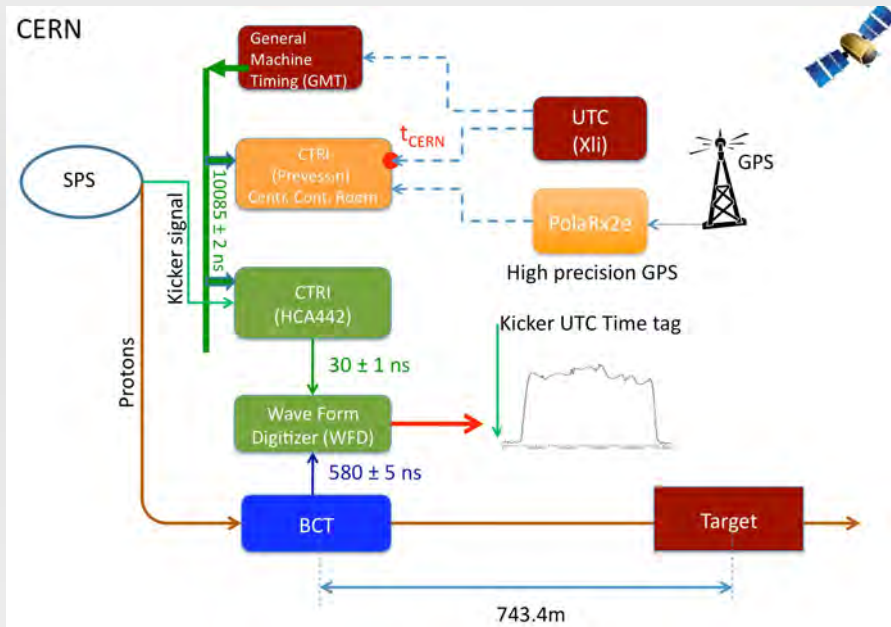 CERN
General
Machine
Timing (GMT)
UTC
(Xli)
tCERN
GPS
CTRI
(Prevessin)
Centr. Cont. Room
SPS
PolaRx2e
High precision GPS
10085 ± 2 ns
Kicker signal
CTRI
(HCA442)
Kicker UTC Time tag
30 ± 1 ns
Protons
Wave Form
Digitizer (WFD)
580 ± 5 ns
BCT
Target
743.4m